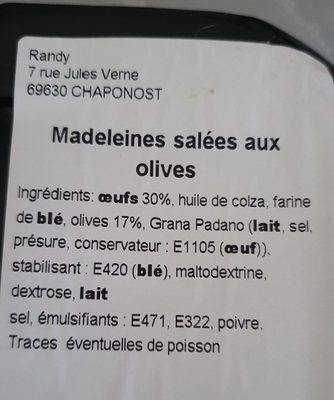 Randy
7 rue Jules Verne
69630 CHAPONOST
Madeleines salées aux
olives
Ingrédients: œufs 30%, huile de colza, farine
de blé, olives 17%, Grana Padano (lait, sel,
présure, conservateur : E1105 (œuf)),
stabilisant : E420 (blé), maltodextrine,
dextrose, lait
sel, émulsifiants : E471, E322, poivre.
Traces éventuelles de poisson